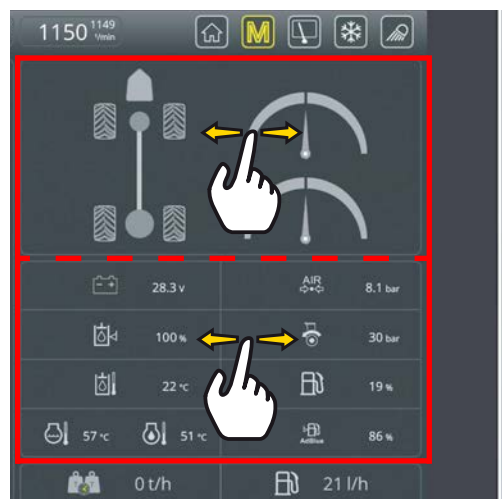 1150 1149
1/min
M
28.3 v
AIR
8.1 bar
100 %
30 bar
22 °C
19 %
57 °C
51 °C
AdBlue
86 %
0 t/h
21 l/h